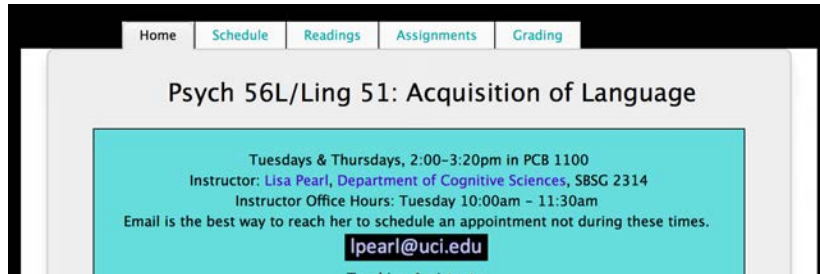 Home Schedule Readings Assignments Grading
Psych 56L/Ling 51: Acquisition of Language
Tuesdays & Thursdays, 2:00-3:20pm in PCB 1100
Instructor: Lisa Pearl, Department of Cognitive Sciences, SBSG 2314
Instructor Office Hours: Tuesday 10:00am - 11:30am
Email is the best way to reach her to schedule an appointment not during these times.
lpearl@uci.edu